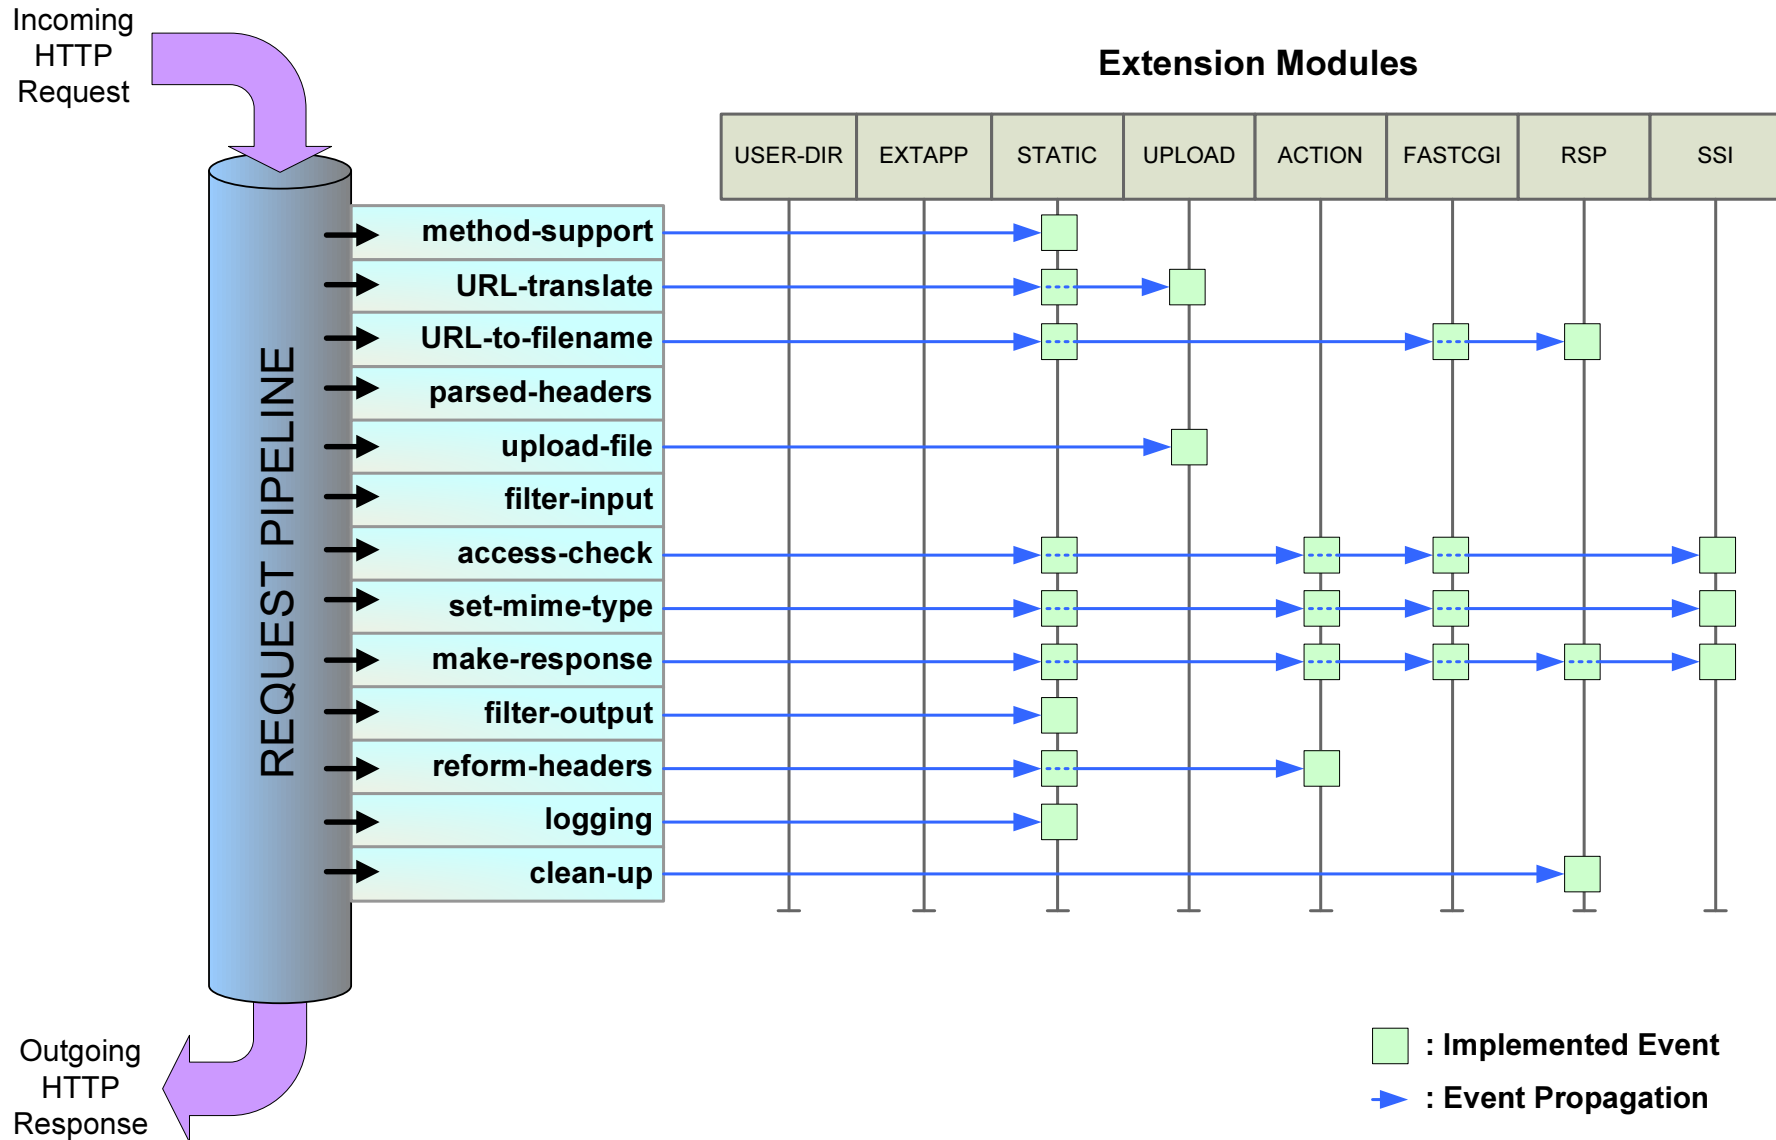 Incoming
HTTP
Request
Extension Modules
USER-DIR
EXTAPP
STATIC
UPLOAD
ACTION
FASTCGI
RSP
SSI
REQUEST PIPELINE
method-support
URL-translate
URL-to-filename
parsed-headers
upload-file
filter-input
access-check
set-mime-type
make-response
filter-output
reform-headers
logging
clean-up
Outgoing
HTTP
Response
: Implemented Event
: Event Propagation